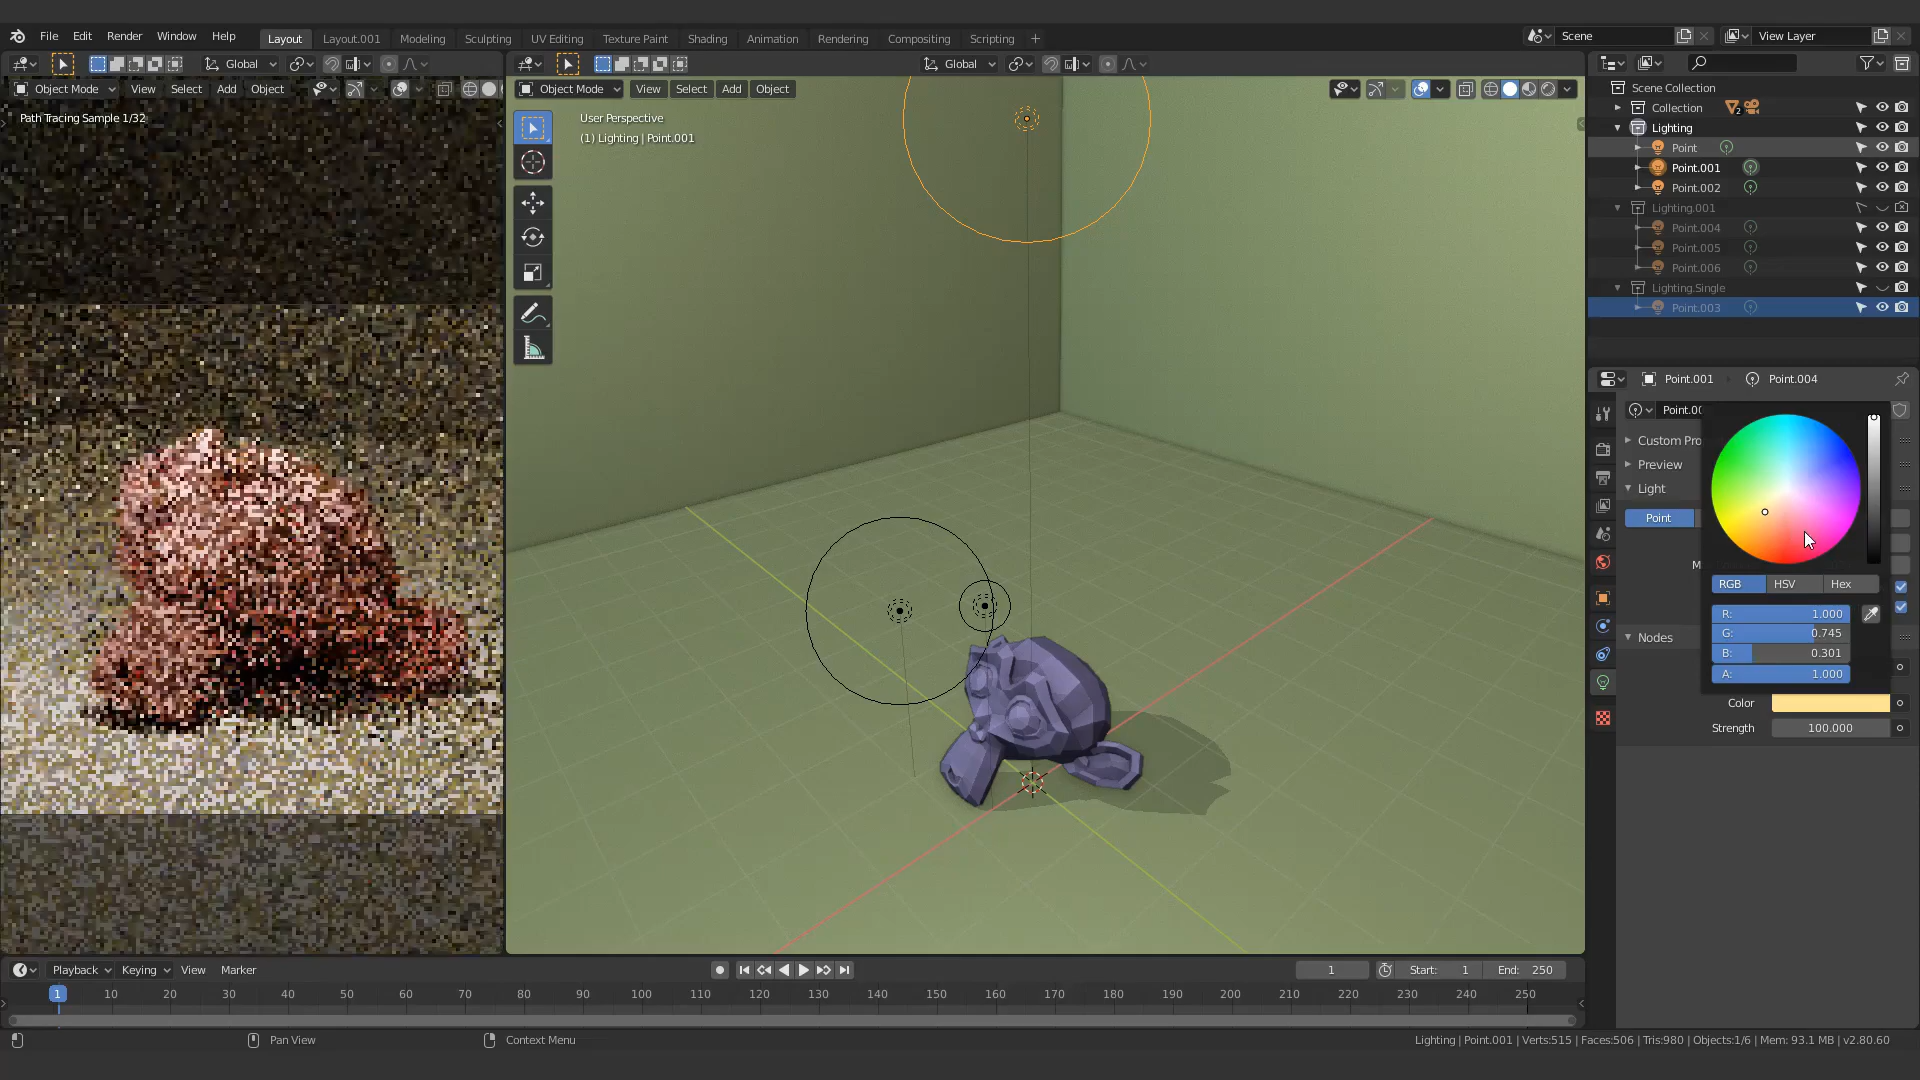 File Edit Render Window Help Layout Layout.001 Modeling Sculpting UV Editing Texture Paint Shading Animation Rendering Compositing Scripting + Scene View Layer
Global Global
Object Mode View Select Add Object Object Mode View Select Add Object
Path Tracing Sample 1/32
User Perspective
(1) Lighting | Point.001
Scene Collection
Collection 2
Lighting
Point
Point.001
Point.002
Lighting.001
Point.004
Point.005
Point.006
Lighting.Single
Point.003
Point.001 Point.004
Point.00
Custom Pro
Preview
Light
Point
M
RGB HSV Hex
R: 1.000
G: 0.745
B: 0.301
A: 1.000
Nodes
Color
Strength 100.000
Playback Keying View Marker 1 Start: 1 End: 250
1 10 20 30 40 50 60 70 80 90 100 110 120 130 140 150 160 170 180 190 200 210 220 230 240 250
Pan View Context Menu Lighting | Point.001 | Verts:515 | Faces:506 | Tris:980 | Objects:1/6 | Mem: 93.1 MB | v2.80.60